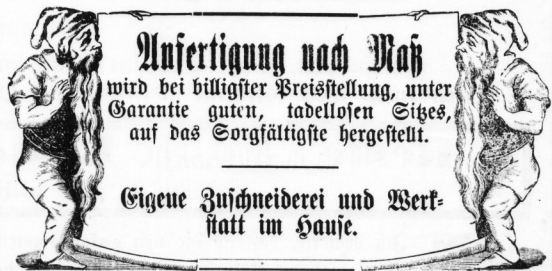 Anfertigung nach Maß
wird bei billigster Preisstellung, unter
Garantie guten, tadellosen Sitzes,
auf das Sorgfältigste hergestellt.
Eigene Zuschneiderei und Werk-
statt im Hause.